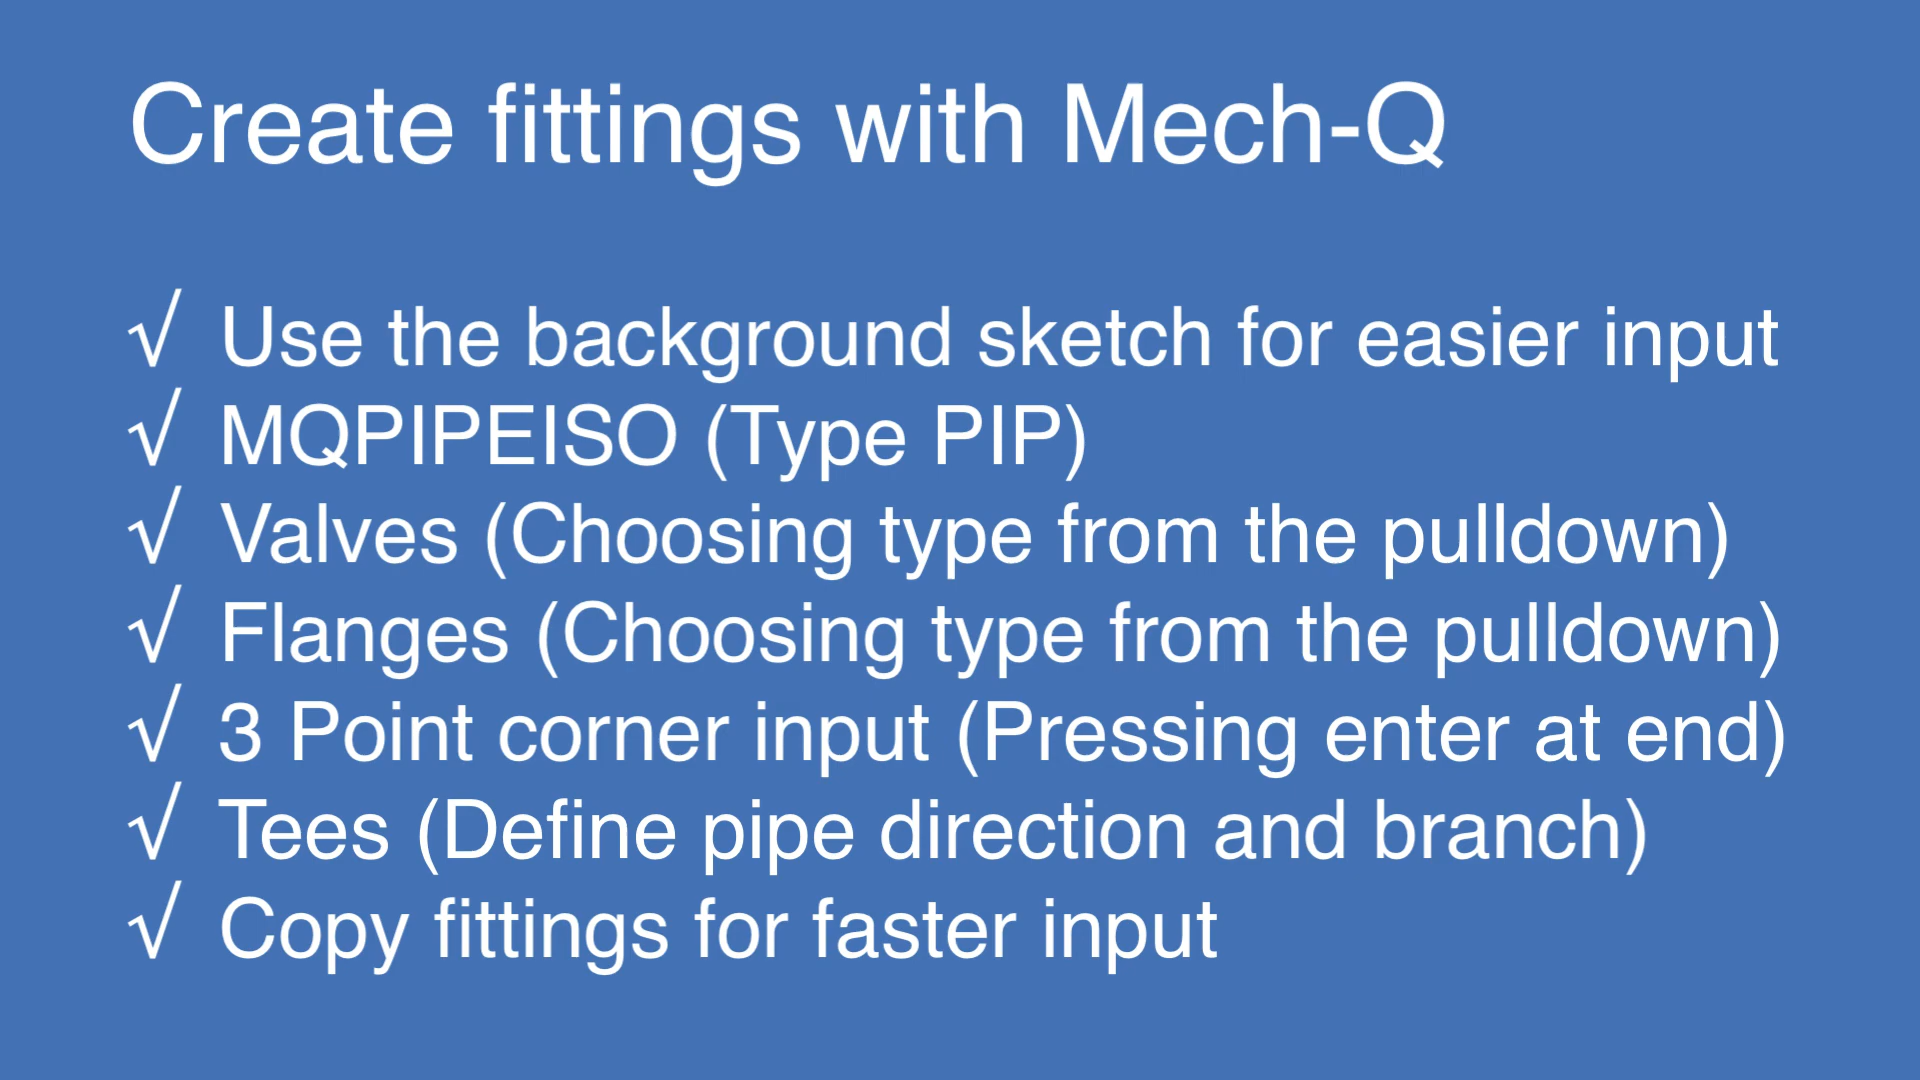 Create fittings with Mech-Q
√ Use the background sketch for easier input
√ MQPIPEISO (Type PIP)
√ Valves (Choosing type from the pulldown)
√ Flanges (Choosing type from the pulldown)
√ 3 Point corner input (Pressing enter at end)
√ Tees (Define pipe direction and branch)
√ Copy fittings for faster input